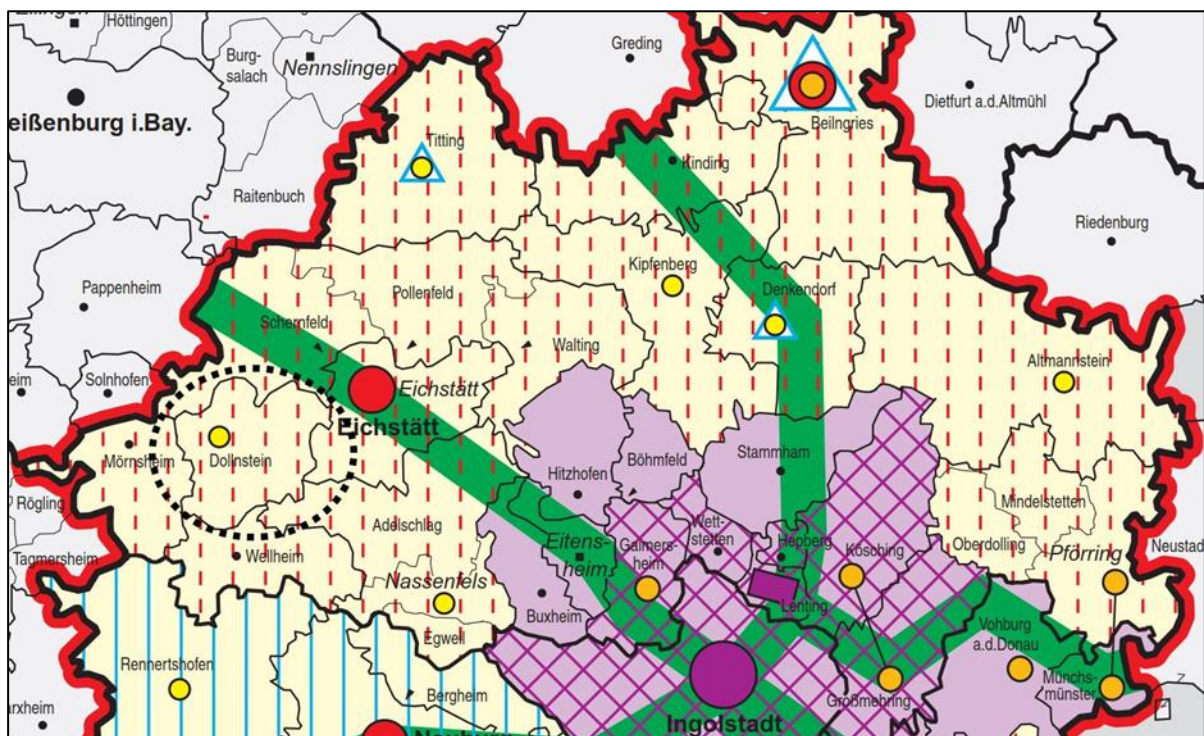 Höttingen
Burg-
salach
Nennslingen
Greding
Dietfurt a.d.Altmühl
Beilngries
eißenburg i.Bay.
Titting
Kinding
Raitenbuch
Riedenburg
Kipfenberg
Pollenfeld
Denkendorf
Pappenheim
Schernfeld
Walting
Altmannstein
eim
Solnhofen
Eichstätt
Eichstätt
Mörnsheim
Dollnstein
Böhmfeld
Stammham
Hitzhofen
Rögling
Mindelstetten
Adelschlag
Wett-
stetten
Eitens-
heim
Gaimers-
heim
Hepberg
Kösching
Oberdolling
Pförring
Neustad
Tagmersheim
Wellheim
Nassenfels
Buxheim
Lenting
Vohburg
a.d.Donau
Egweil
Rennertshofen
Bergheim
Großmehring
Münchs-
münster
arxheim
Ingolstadt